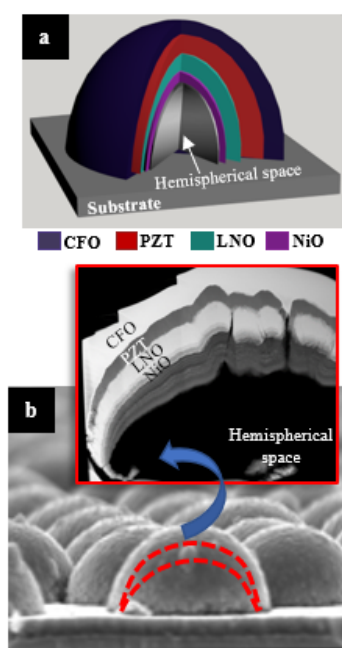 a
Hemispherical space
Substrate
CFO PZT LNO NiO
CFO
PZT
LNO
NiO
b
Hemispherical
space